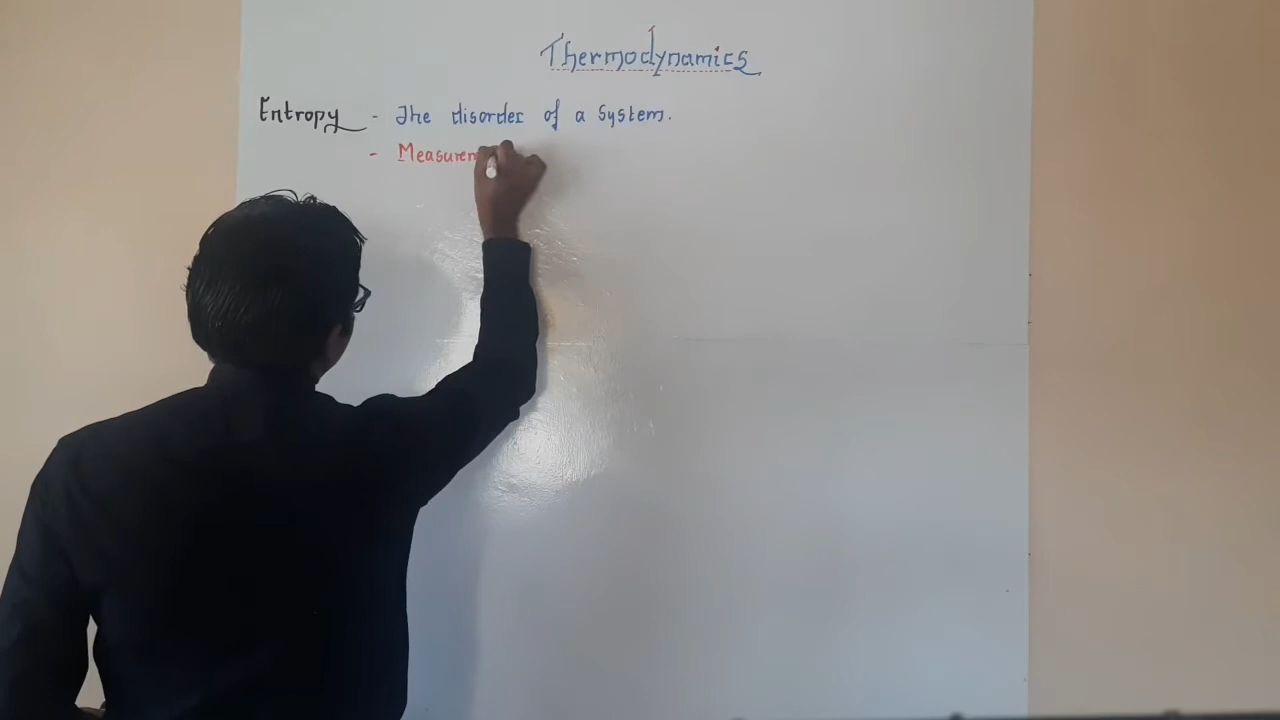 Thermodynamics
Entropy - The disorder of a System.
- Measurem